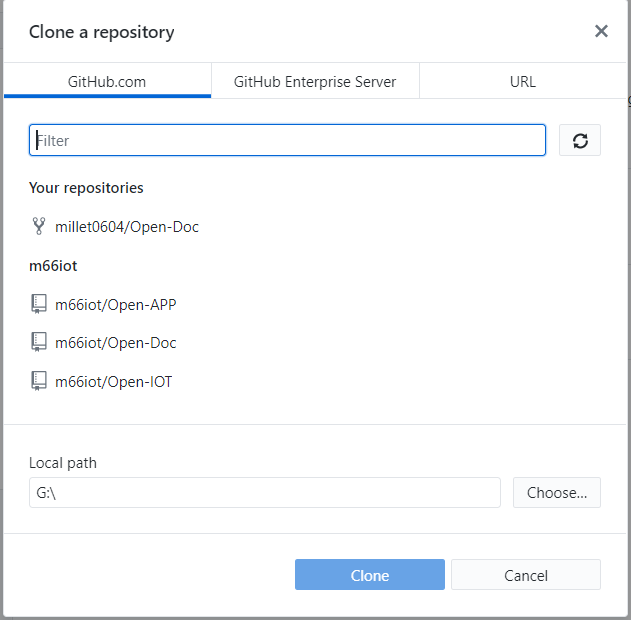 Clone a repository
GitHub.com GitHub Enterprise Server URL
Filter
Your repositories
millet0604/Open-Doc
m66iot
m66iot/Open-APP
m66iot/Open-Doc
m66iot/Open-IOT
Local path
G:\ Choose...
Clone Cancel